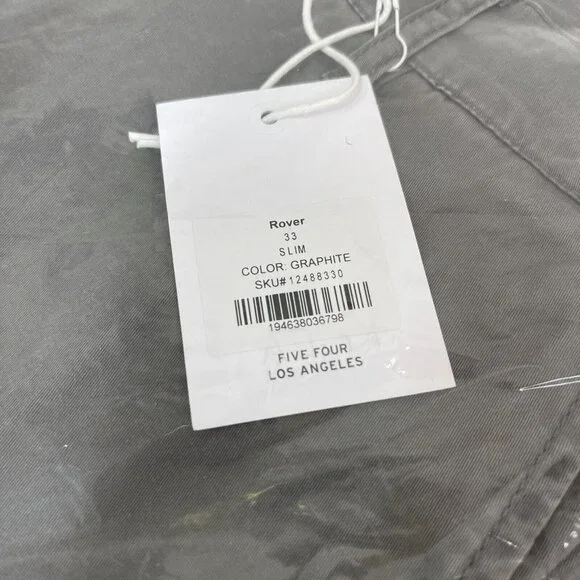 Rover
33
SLIM
COLOR: GRAPHITE
SKU#12488330
194638036798
FIVE FOUR
LOS ANGELES